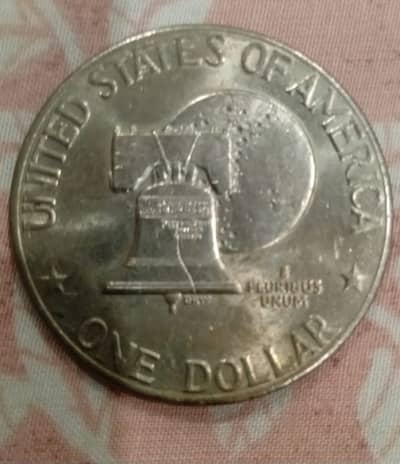 UNITED STATES OF AMERICA
E
PLURIBUS
UNUM
ONE DOLLAR